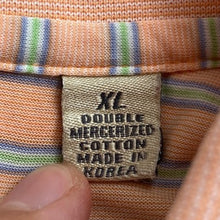 XL
DOUBLE
MERCERIZED
COTTON
MADE IN
KOREA